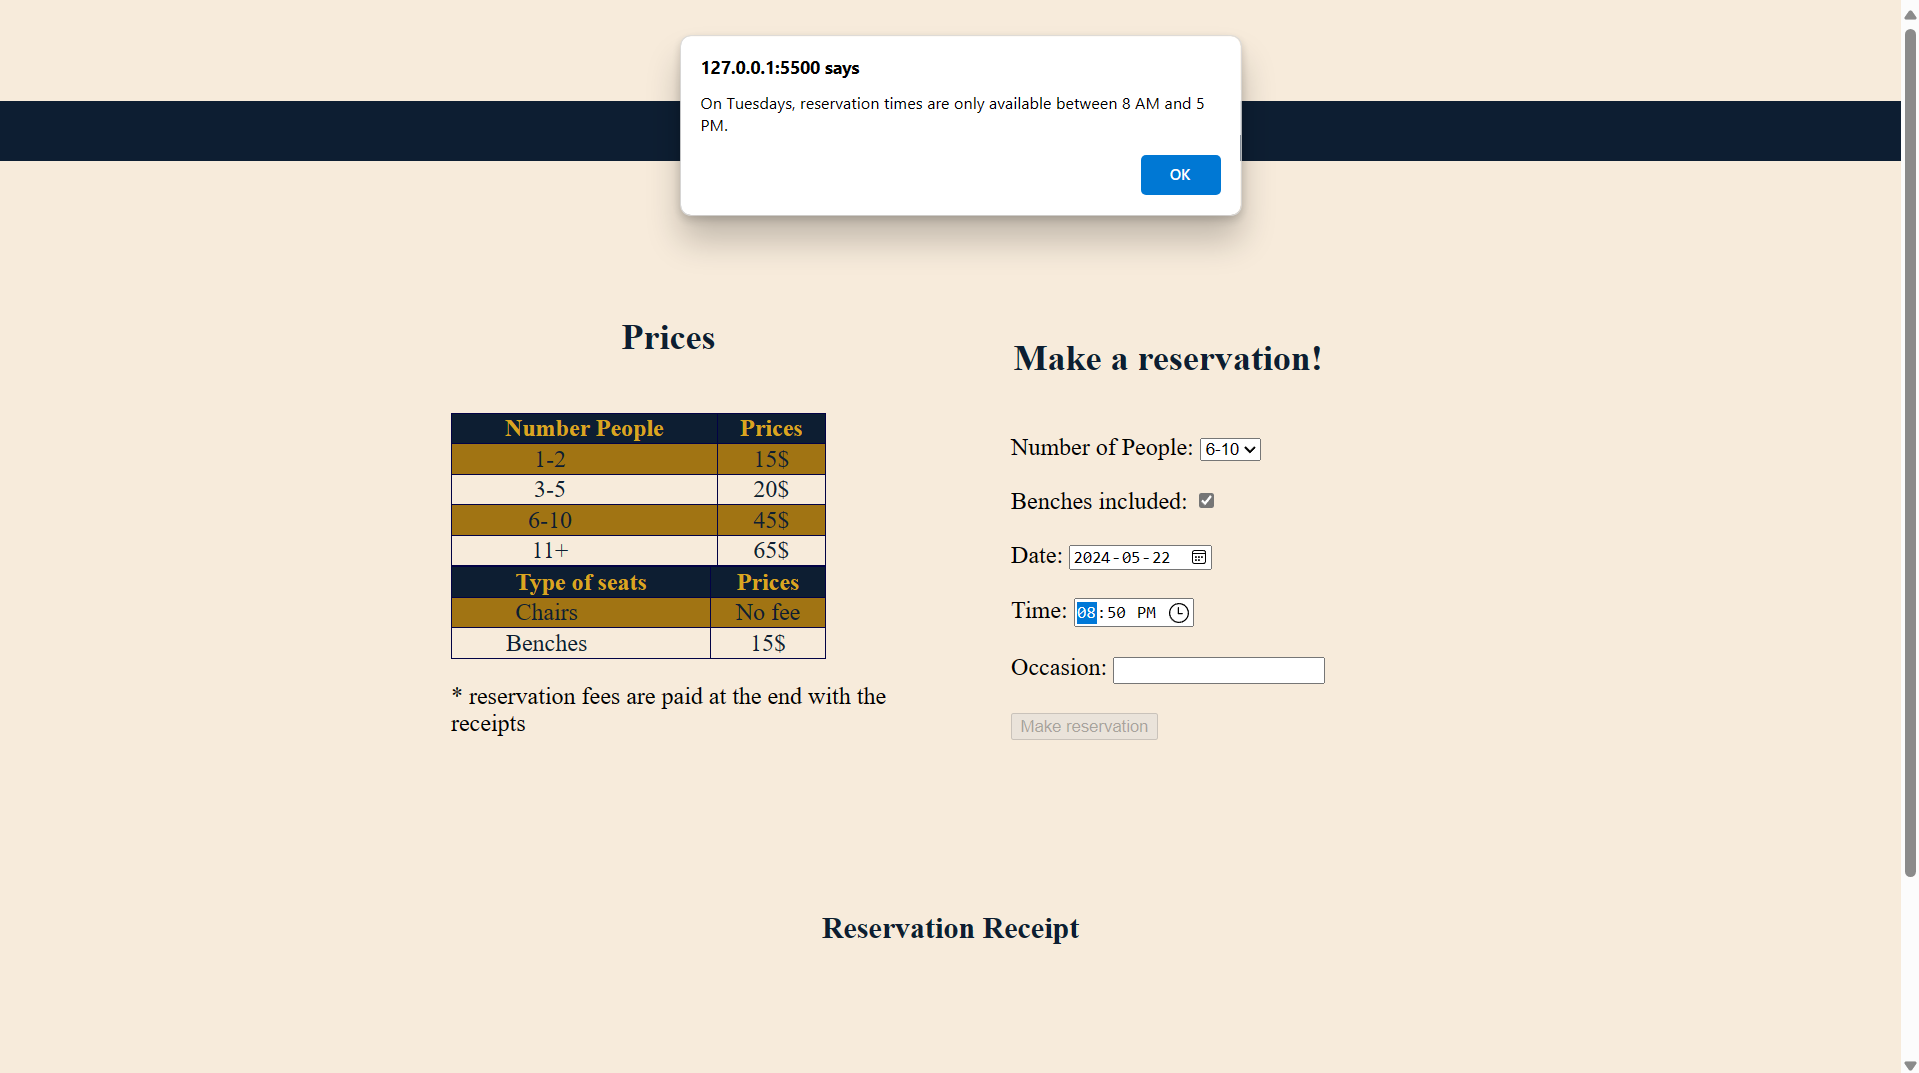 127.0.0.1:5500 says
On Tuesdays, reservation times are only available between 8 AM and 5
PM.
OK
Prices
Number People Prices
1-2 15$
3-5 20$
6-10 45$
11+ 65$
Type of seats Prices
Chairs No fee
Benches 15$
* reservation fees are paid at the end with the
receipts
Make a reservation!
Number of People: 6-10
Benches included:
Date: 2024-05-22
Time: 08:50 PM
Occasion:
Make reservation
Reservation Receipt